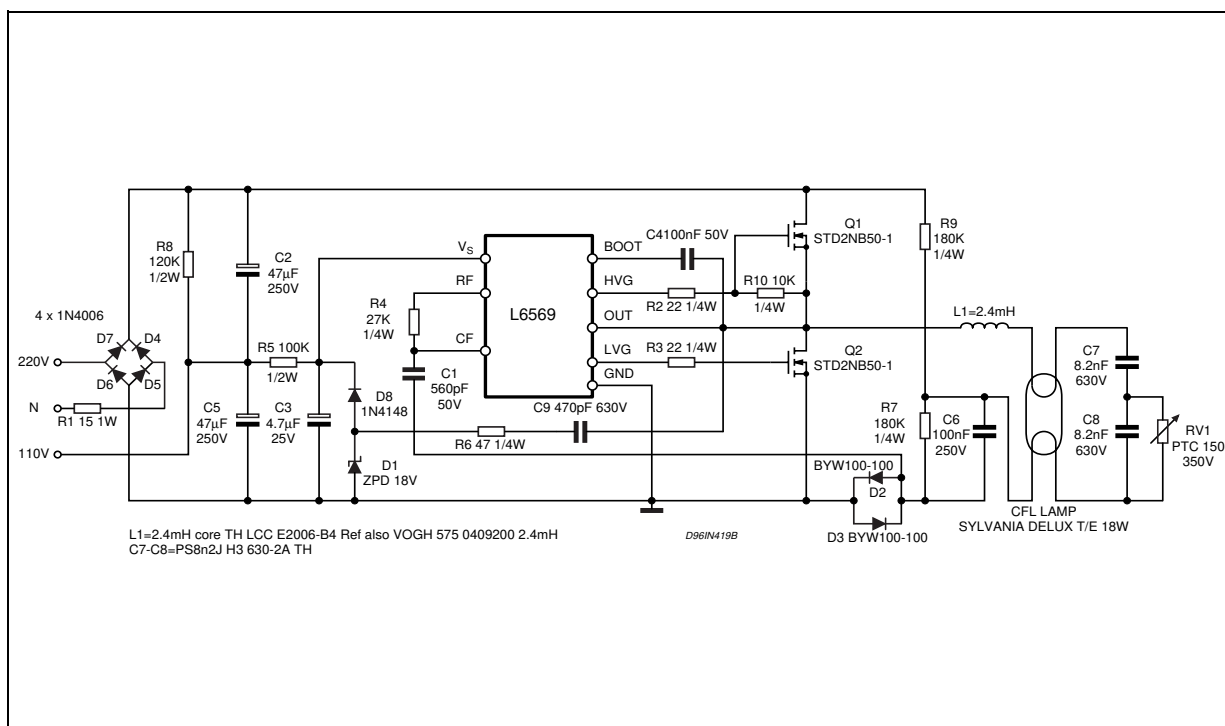 R8
120K
1/2W
C2
47µF
250V
4 x 1N4006
D7
D4
D6
D5
220V
N
R1 15 1W
110V
R5 100K
1/2W
C5
47µF
250V
C3
4.7µF
25V
VS
RF
CF
R4
27K
1/4W
L6569
BOOT
HVG
OUT
LVG
GND
C1
560pF
50V
D8
1N4148
D1
ZPD 18V
R6 47 1/4W
C9 470pF 630V
C4100nF 50V
R2 22 1/4W
R10 10K
1/4W
R3 22 1/4W
Q1
STD2NB50-1
Q2
STD2NB50-1
R9
180K
1/4W
L1=2.4mH
R7
180K
1/4W
C6
100nF
250V
C7
8.2nF
630V
C8
8.2nF
630V
RV1
PTC 150
350V
BYW100-100
D2
D3 BYW100-100
CFL LAMP
SYLVANIA DELUX T/E 18W
L1=2.4mH core TH LCC E2006-B4 Ref also VOGH 575 0409200 2.4mH
C7-C8=PS8n2J H3 630-2A TH
D96IN419B